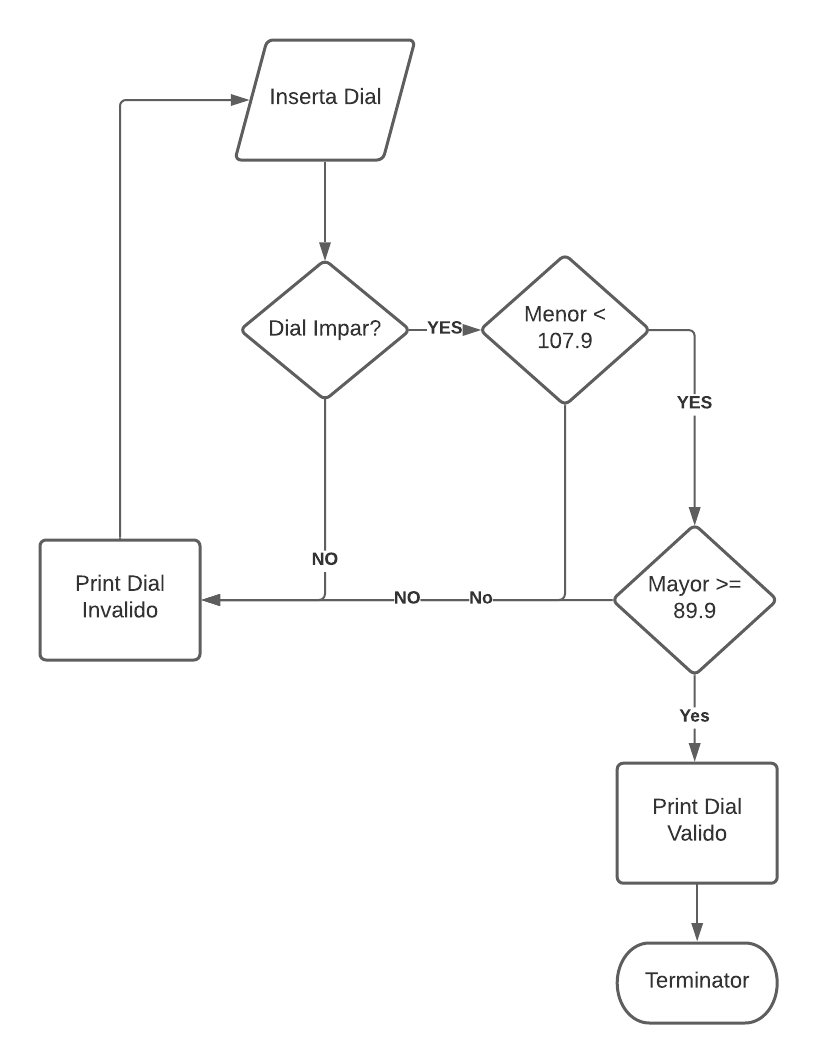 Inserta Dial
Dial Impar?
YES
Menor <
107.9
YES
NO
Print Dial
Invalido
NO
No
Mayor >=
89.9
Yes
Print Dial
Valido
Terminator